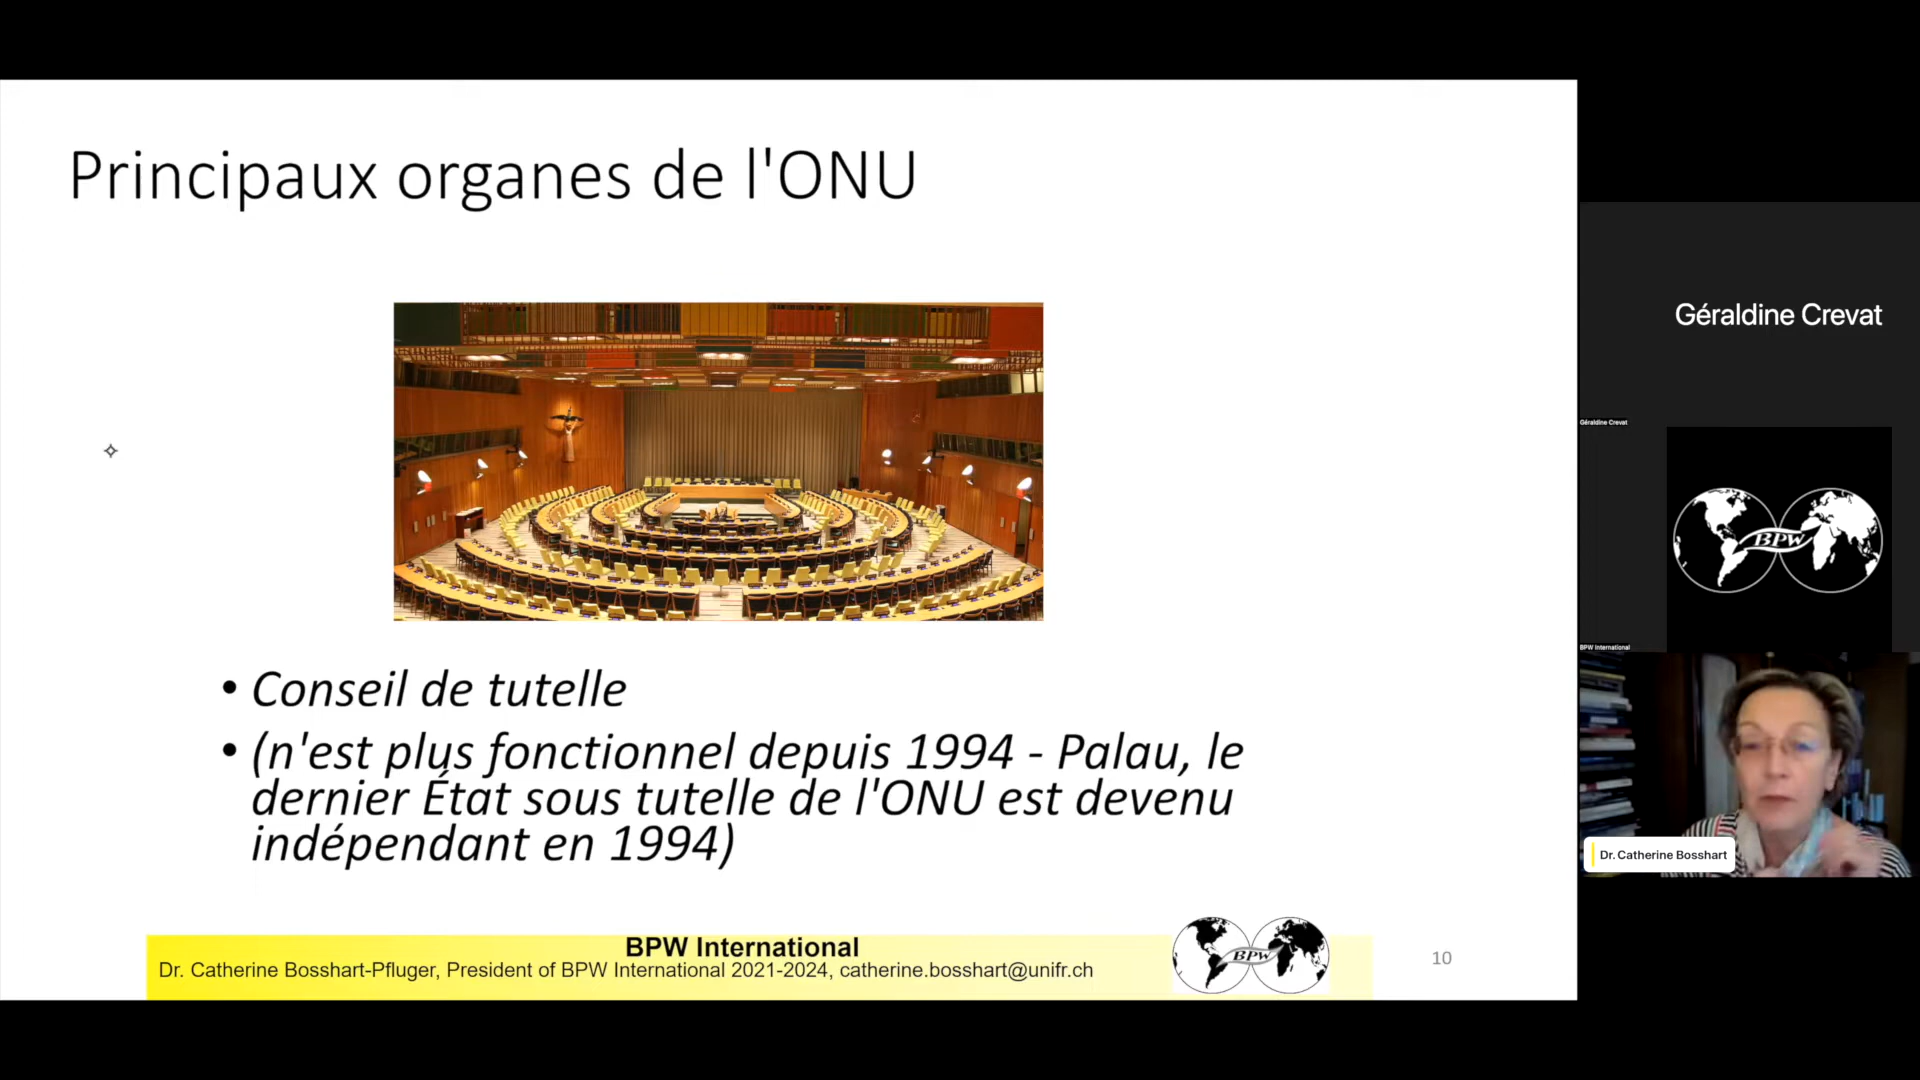 Principaux organes de l'ONU
• Conseil de tutelle
• (n'est plus fonctionnel depuis 1994 - Palau, le
dernier État sous tutelle de l'ONU est devenu
indépendant en 1994)
BPW International
Dr. Catherine Bosshart-Pfluger, President of BPW International 2021-2024, catherine.bosshart@unifr.ch
BPW
10
Géraldine Crevat
Géraldine Crevat
BPW
BPW International
Dr. Catherine Bosshart